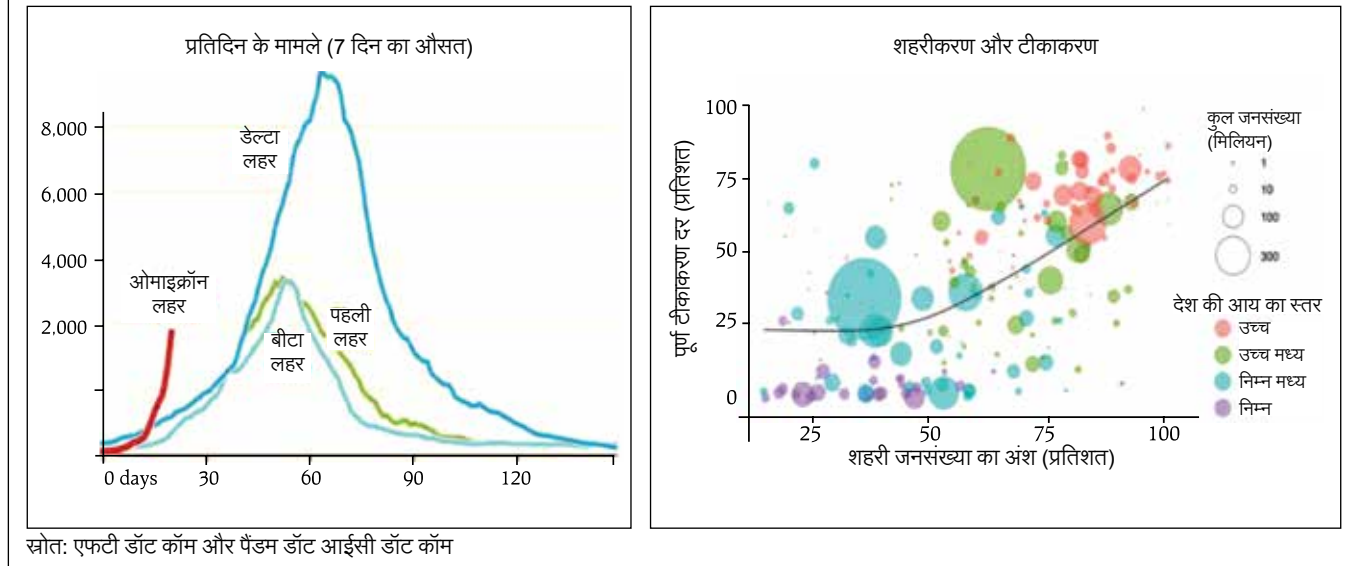 प्रतिदिन के मामले (7 दिन का औसत)
8,000
6,000
4,000
2,000
डेल्टा
लहर
ओमाइक्रॉन
लहर
पहली
लहर
बीटा
लहर
0 days
30
60
90
120
शहरीकरण और टीकाकरण
पूर्ण टीकाकरण दर (प्रतिशत)
100
75
50
25
0
25
50
75
100
शहरी जनसंख्या का अंश (प्रतिशत)
कुल जनसंख्या
(मिलियन)
1
10
100
300
देश की आय का स्तर
उच्च
उच्च मध्य
निम्न मध्य
निम्न
स्रोत: एफटी डॉट कॉम और पैंडम डॉट आईसी डॉट कॉम